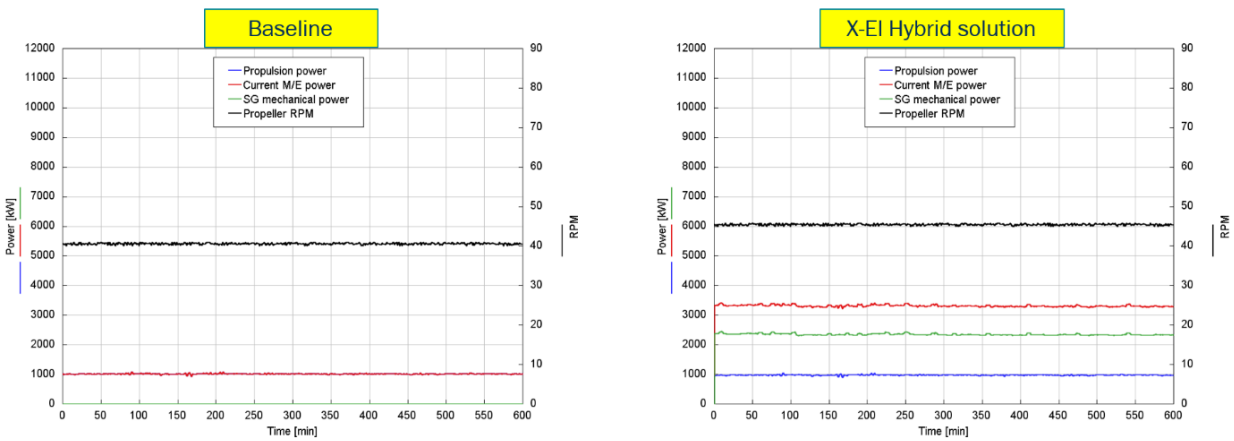 Baseline
12000
11000
10000
9000
8000
7000
6000
5000
4000
3000
2000
1000
0
Power [kW]
90
80
70
60
50
40
30
20
10
0
RPM
Propulsion power
Current M/E power
SG mechanical power
Propeller RPM
0 50 100 150 200 250 300 350 400 450 500 550 600
Time [min]
X-El Hybrid solution
12000
11000
10000
9000
8000
7000
6000
5000
4000
3000
2000
1000
0
Power [kW]
90
80
70
60
50
40
30
20
10
0
RPM
Propulsion power
Current M/E power
SG mechanical power
Propeller RPM
0 50 100 150 200 250 300 350 400 450 500 550 600
Time [min]